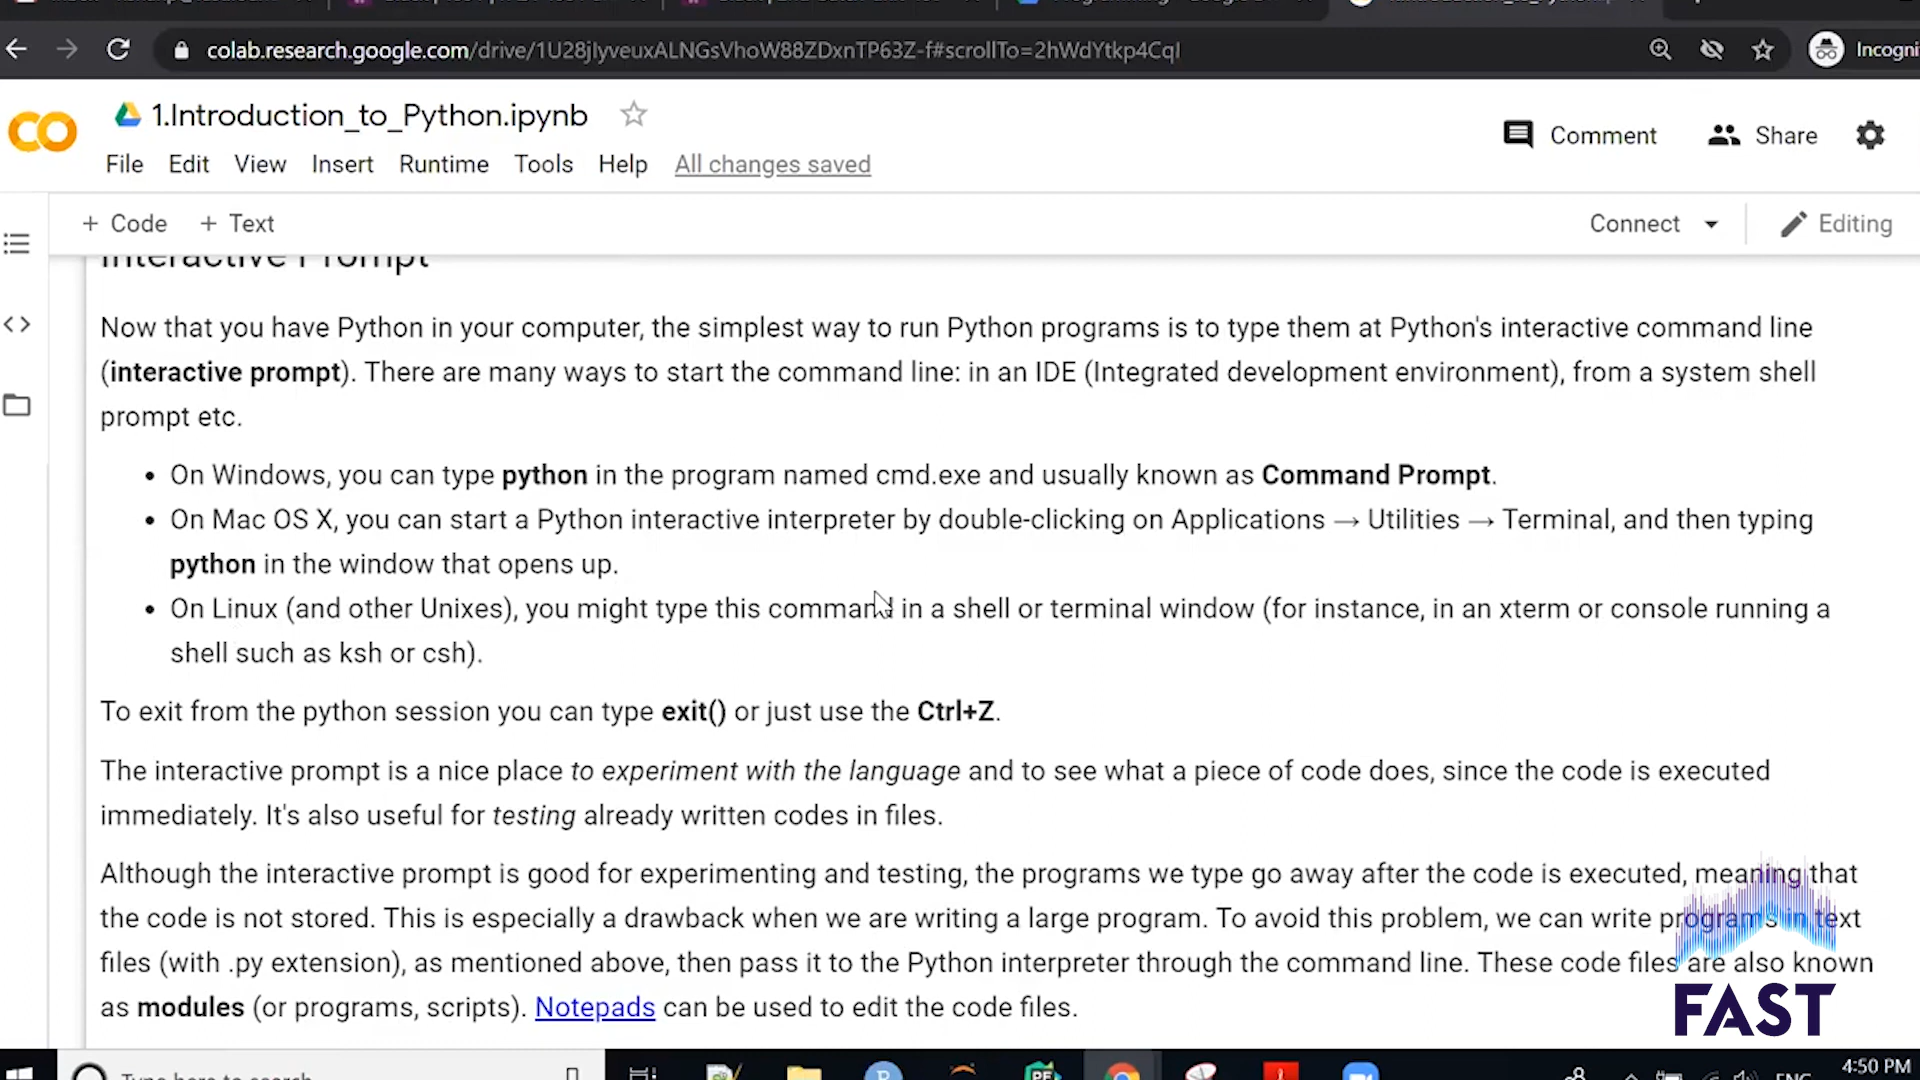 colab.research.google.com/drive/1U28jIyveuxALNGsVhoW88ZDxnTP63Z-f#scrollTo=2hWdYtkp4CqI
Incogni
1.Introduction_to_Python.ipynb
Comment
Share
File Edit View Insert Runtime Tools Help All changes saved
+ Code + Text
Connect
Editing
Interactive Prompt
Now that you have Python in your computer, the simplest way to run Python programs is to type them at Python's interactive command line
(interactive prompt). There are many ways to start the command line: in an IDE (Integrated development environment), from a system shell
prompt etc.
• On Windows, you can type python in the program named cmd.exe and usually known as Command Prompt.
• On Mac OS X, you can start a Python interactive interpreter by double-clicking on Applications → Utilities → Terminal, and then typing
python in the window that opens up.
• On Linux (and other Unixes), you might type this command in a shell or terminal window (for instance, in an xterm or console running a
shell such as ksh or csh).
To exit from the python session you can type exit() or just use the Ctrl+Z.
The interactive prompt is a nice place to experiment with the language and to see what a piece of code does, since the code is executed
immediately. It's also useful for testing already written codes in files.
Although the interactive prompt is good for experimenting and testing, the programs we type go away after the code is executed, meaning that
the code is not stored. This is especially a drawback when we are writing a large program. To avoid this problem, we can write programs in text
files (with .py extension), as mentioned above, then pass it to the Python interpreter through the command line. These code files are also known
as modules (or programs, scripts). Notepads can be used to edit the code files.
FAST
Type here to search
ENG
4:50 PM